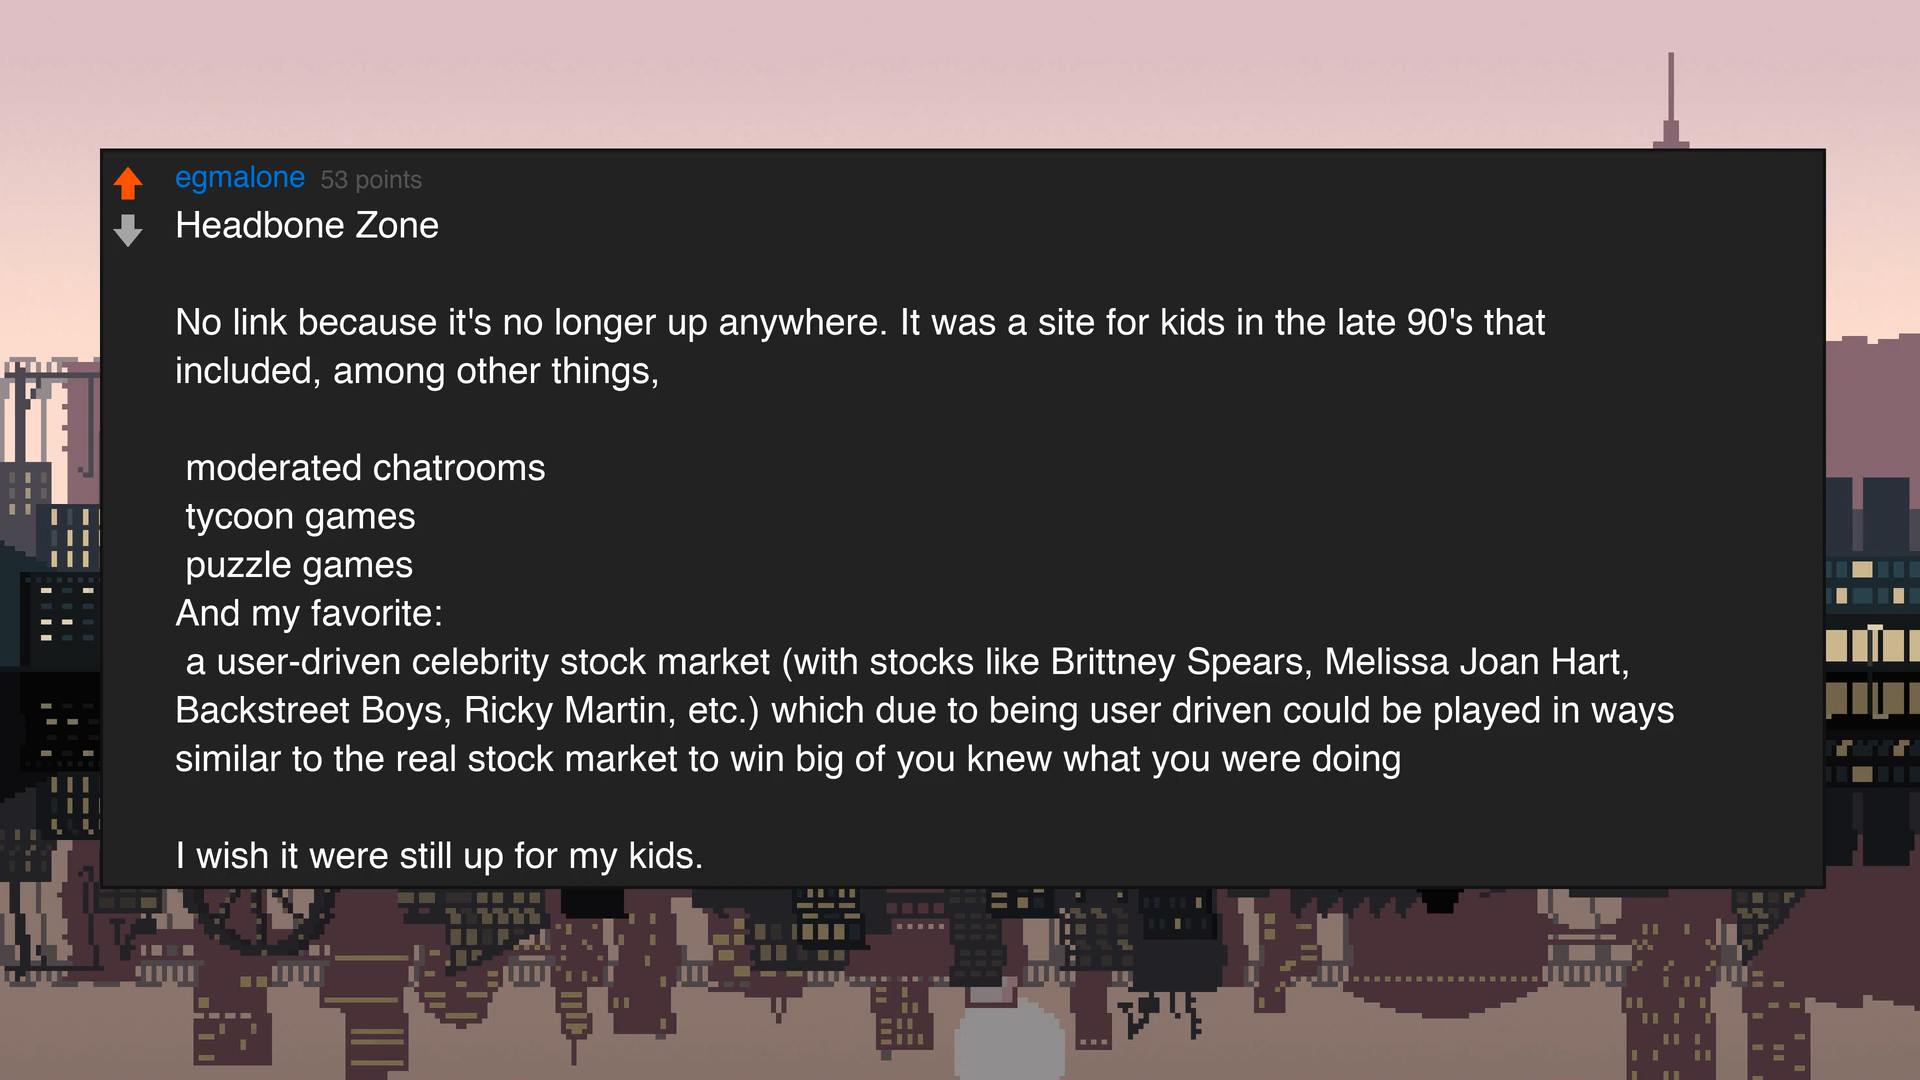 egmalone 53 points
Headbone Zone
No link because it's no longer up anywhere. It was a site for kids in the late 90's that
included, among other things,
moderated chatrooms
tycoon games
puzzle games
And my favorite:
a user-driven celebrity stock market (with stocks like Brittney Spears, Melissa Joan Hart,
Backstreet Boys, Ricky Martin, etc.) which due to being user driven could be played in ways
similar to the real stock market to win big of you knew what you were doing
I wish it were still up for my kids.